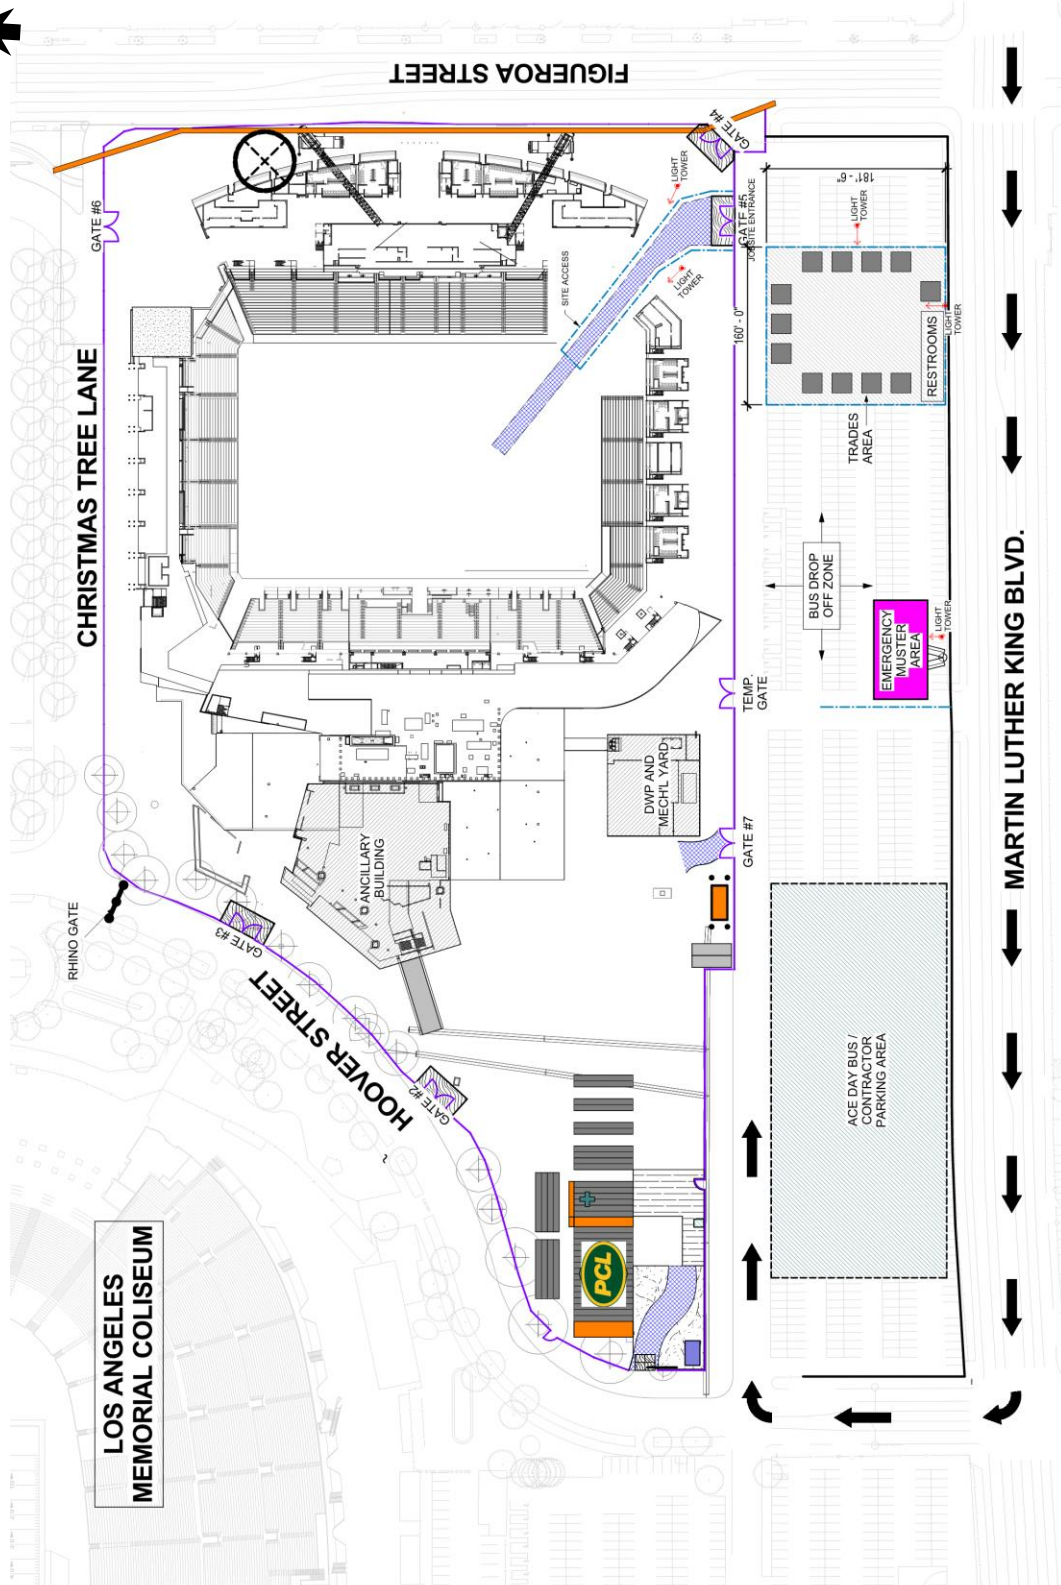 FIGUEROA STREET
GATE #4
GATE #6
LIGHT
TOWER
181' - 6"
LIGHT
TOWER
GATE #5
JOBSITE ENTRANCE
SITE ACCESS
LIGHT
TOWER
160' - 0"
LIGHT
TOWER
RESTROOMS
CHRISTMAS TREE LANE
TRADES
AREA
BUS DROP
OFF ZONE
MARTIN LUTHER KING BLVD.
EMERGENCY
MUSTER
AREA
LIGHT
TOWER
TEMP.
GATE
DWP AND
MECH'L YARD
GATE #7
ANCILLARY
BUILDING
RHINO GATE
GATE #3
HOOVER STREET
GATE #2
ACE DAY BUS /
CONTRACTOR
PARKING AREA
PCL
LOS ANGELES
MEMORIAL COLISEUM